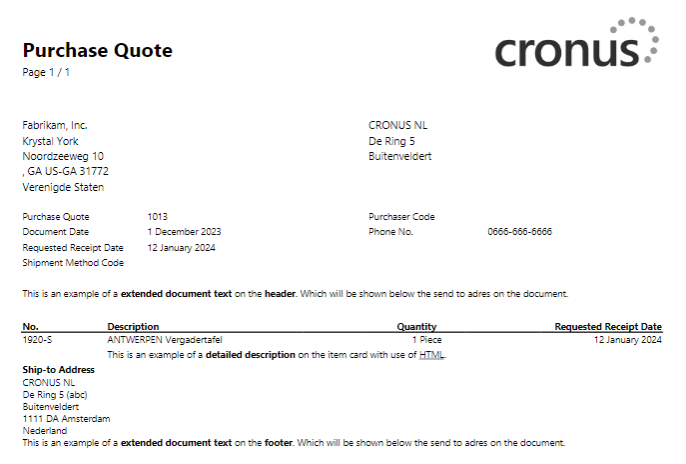 Purchase Quote
cronus
Page 1 / 1
Fabrikam, Inc.
Krystal York
Noordzeeweg 10
, GA US-GA 31772
Verenigde Staten
CRONUS NL
De Ring 5
Buitenveldert
Purchase Quote 1013
Document Date 1 December 2023
Requested Receipt Date 12 January 2024
Shipment Method Code
Purchaser Code
Phone No. 0666-666-6666
This is an example of a extended document text on the header. Which will be shown below the send to adres on the document.
No. Description Quantity Requested Receipt Date
1920-S ANTWERPEN Vergadertafel 1 Piece 12 January 2024
This is an example of a detailed description on the item card with use of HTML.
Ship-to Address
CRONUS NL
De Ring 5 (abc)
Buitenveldert
1111 DA Amsterdam
Nederland
This is an example of a extended document text on the footer. Which will be shown below the send to adres on the document.